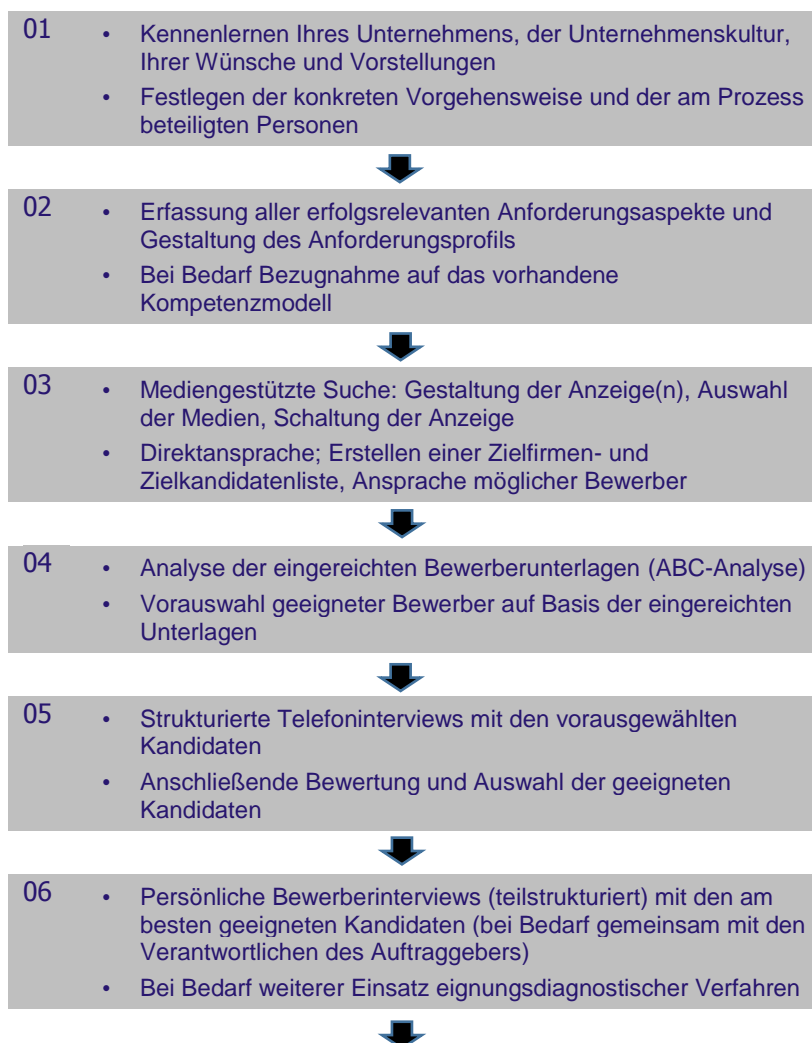 01 • Kennenlernen Ihres Unternehmens, der Unternehmenskultur,
Ihrer Wünsche und Vorstellungen
• Festlegen der konkreten Vorgehensweise und der am Prozess
beteiligten Personen
02 • Erfassung aller erfolgsrelevanten Anforderungsaspekte und
Gestaltung des Anforderungsprofils
• Bei Bedarf Bezugnahme auf das vorhandene
Kompetenzmodell
03 • Mediengestützte Suche: Gestaltung der Anzeige(n), Auswahl
der Medien, Schaltung der Anzeige
• Direktansprache; Erstellen einer Zielfirmen- und
Zielkandidatenliste, Ansprache möglicher Bewerber
04 • Analyse der eingereichten Bewerberunterlagen (ABC-Analyse)
• Vorauswahl geeigneter Bewerber auf Basis der eingereichten
Unterlagen
05 • Strukturierte Telefoninterviews mit den vorausgewählten
Kandidaten
• Anschließende Bewertung und Auswahl der geeigneten
Kandidaten
06 • Persönliche Bewerberinterviews (teilstrukturiert) mit den am
besten geeigneten Kandidaten (bei Bedarf gemeinsam mit den
Verantwortlichen des Auftraggebers)
• Bei Bedarf weiterer Einsatz eignungsdiagnostischer Verfahren